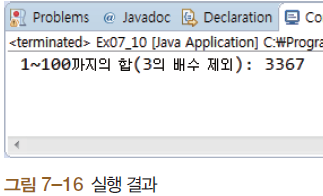 Problems @ Javadoc Declaration Co
<terminated> Ex07_10 [Java Application] C:₩Progra
1~100까지의 합(3의 배수 제외): 3367
그림 7-16 실행 결과